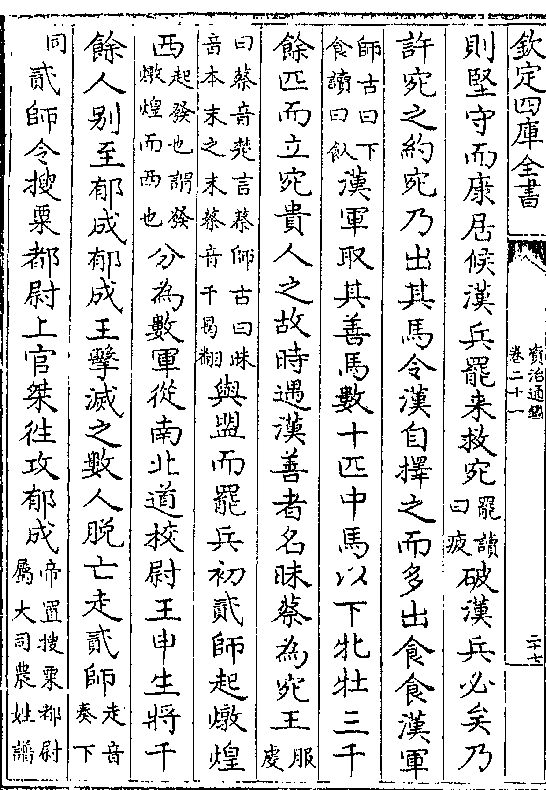 欽定四庫全書
資治通鑑
卷二十一
二十七
則堅守而康居候漢兵罷来救宛罷讀曰疲破漢兵必矣乃
許宛之約宛乃出其馬令漢自擇之而多出食食漢軍
師古曰下食讀曰飤漢軍取其善馬數十匹中馬以下牝牡三千
餘匹而立宛貴人之故時遇漢善者名昧蔡為宛王服虔
曰蔡音楚言蔡師古曰昧音本末之末蔡音千曷翻與盟而罷兵初貳師起燉煌
西起發也謂發燉煌而西也分為數軍從南北道校尉王申生將千
餘人别至郁成郁成王擊滅之數人脱亡走貳師走音奏下
同貳師令搜粟都尉上官桀往攻郁成帝置搜粟都尉屬大司農姓譜